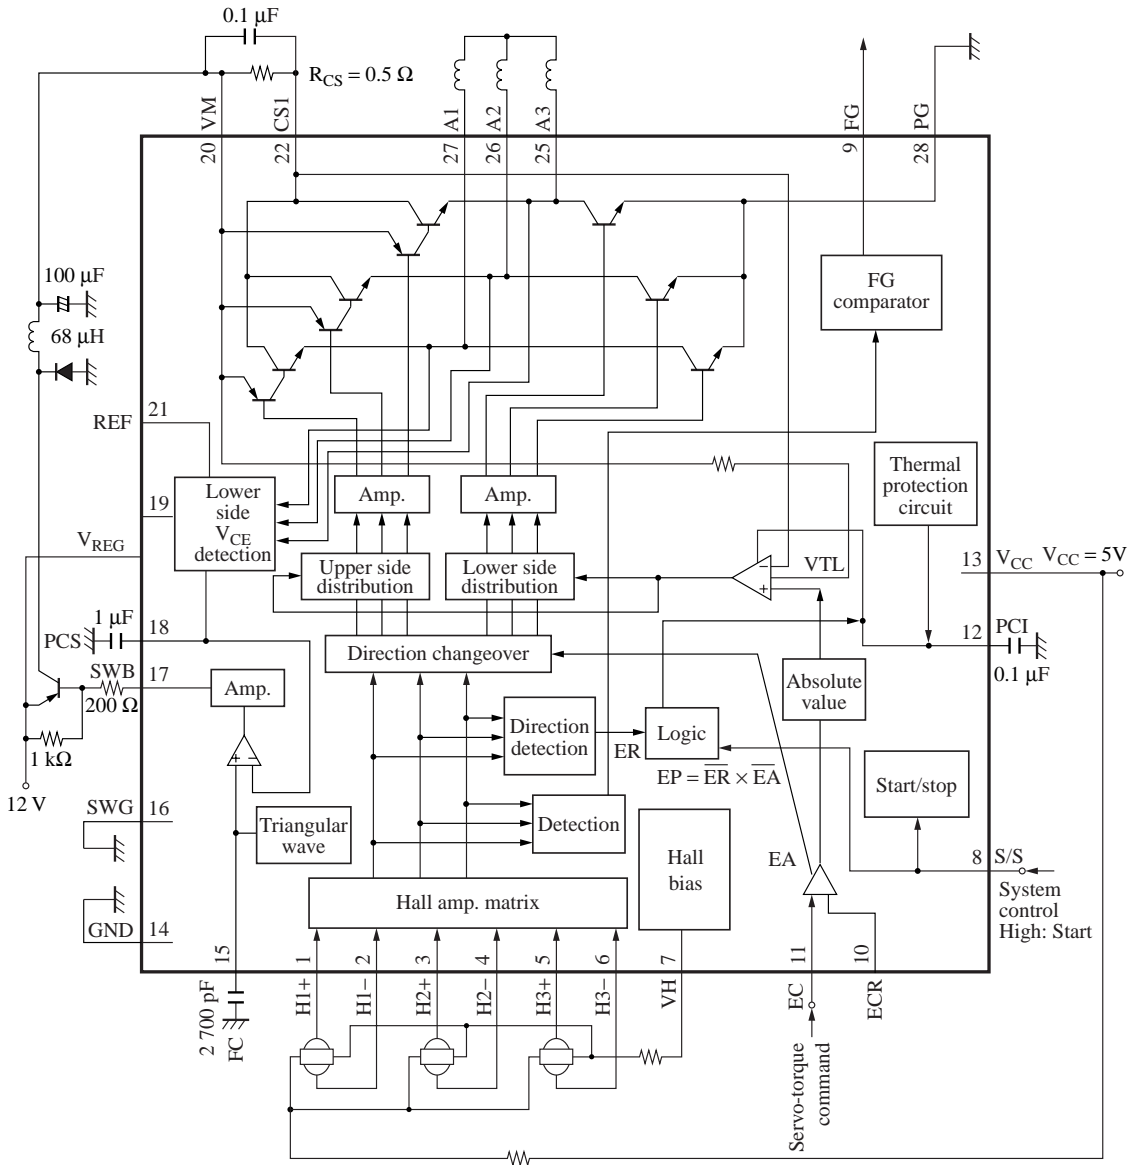 0.1 µF
R_CS = 0.5 Ω
20 VM
22 CS1
27 A1
26 A2
25 A3
9 FG
28 PG
100 µF
68 µH
FG
comparator
REF
21
19
Lower
side
V_CE
detection
V_REG
Amp.
Amp.
Thermal
protection
circuit
Upper side
distribution
Lower side
distribution
−
+
VTL
13
V_CC
V_CC = 5V
1 µF
PCS
18
Direction changeover
12
PCI
0.1 µF
SWB
17
200 Ω
Amp.
Absolute
value
1 kΩ
+ −
Direction
detection
ER
Logic
EP = E̅R̅ × E̅A̅
12 V
SWG
16
Start/stop
Triangular
wave
Detection
Hall
bias
EA
8
S/S
System
control
High: Start
Hall amp. matrix
GND
14
15
1
2
3
4
5
6
7
11
10
2 700 pF
FC
H1+
H1−
H2+
H2−
H3+
H3−
VH
EC
ECR
Servo-torque
command